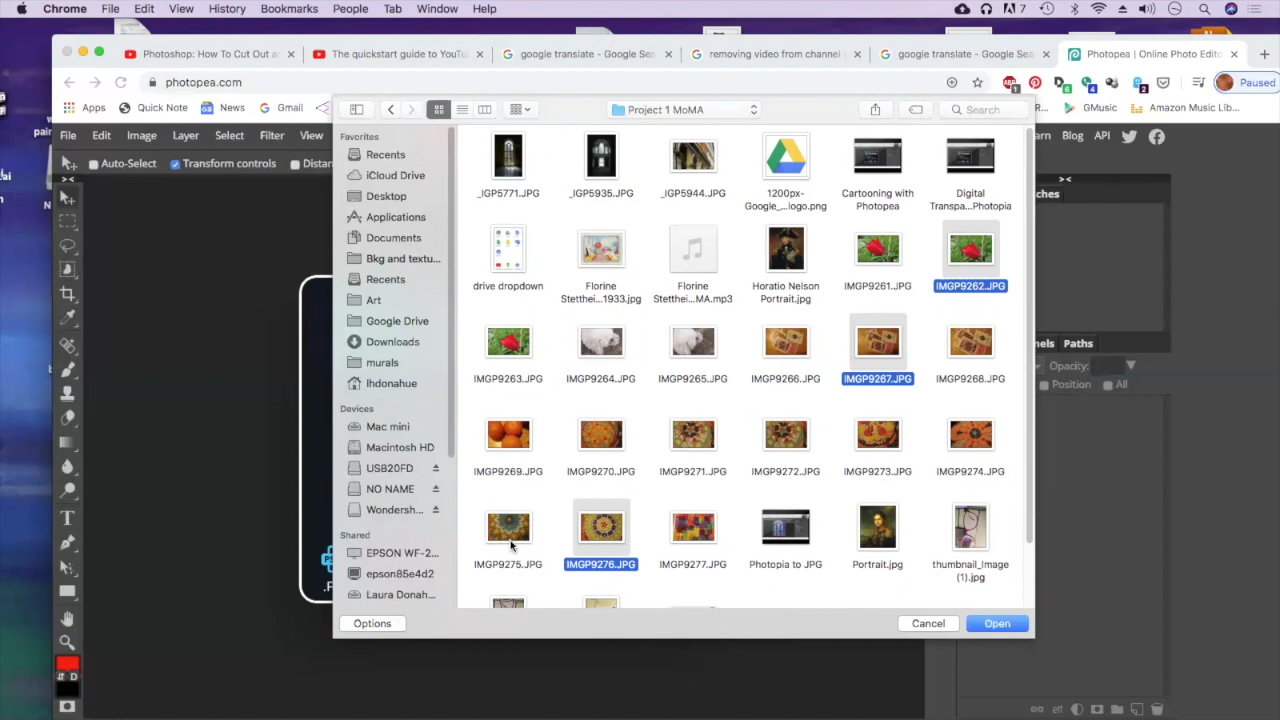 Chrome File Edit View History Bookmarks People Tab Window Help 7
Photoshop: How To Cut Out an × The quickstart guide to YouTu × google translate - Google Sea × removing video from channel y × google translate - Google Sea × Photopea | Online Photo Edito × +
photopea.com Paused
Apps Quick Note News Gmail GMusic Amazon Music Lib...
Project 1 MoMA Search
File Edit Image Layer Select Filter View Blog API
Auto-Select Transform controls Distan
Favorites
Recents
iCloud Drive
Desktop
Applications
Documents
Bkg and textu...
Recents
Art
Google Drive
Downloads
murals
lhdonahue
Devices
Mac mini
Macintosh HD
USB20FD
NO NAME
Wondersh...
Shared
EPSON WF-2...
epson85e4d2
Laura Donah...
_IGP5771.JPG _IGP5935.JPG _IGP5944.JPG 1200px-Google_...logo.png Cartooning with Photopea Digital Transpa...Photopia
drive dropdown Florine Stetthei...1933.jpg Florine Stetthei...MA.mp3 Horatio Nelson Portrait.jpg IMGP9261.JPG IMGP9262.JPG
IMGP9263.JPG IMGP9264.JPG IMGP9265.JPG IMGP9266.JPG IMGP9267.JPG IMGP9268.JPG
IMGP9269.JPG IMGP9270.JPG IMGP9271.JPG IMGP9272.JPG IMGP9273.JPG IMGP9274.JPG
IMGP9275.JPG IMGP9276.JPG IMGP9277.JPG Photopia to JPG Portrait.jpg thumbnail_Image (1).jpg
Options Cancel Open
ches
nels Paths
Opacity:
Position All
T
D
eff